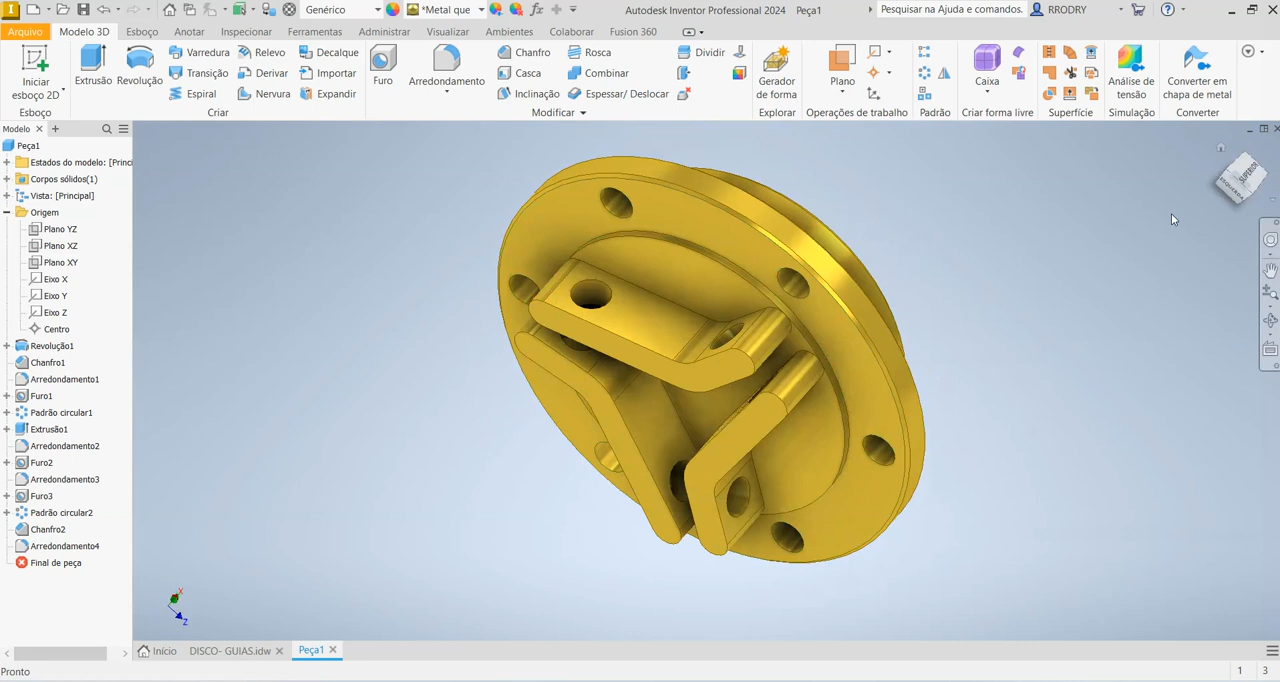 Genérico
*Metal que
Autodesk Inventor Professional 2024 Peça1
Pesquisar na Ajuda e comandos.
RRODRY
Arquivo Modelo 3D Esboço Anotar Inspecionar Ferramentas Administrar Visualizar Ambientes Colaborar Fusion 360
Iniciar
esboço 2D
Esboço
Extrusão
Revolução
Varredura
Transição
Espiral
Relevo
Derivar
Nervura
Decalque
Importar
Expandir
Criar
Furo
Arredondamento
Chanfro
Casca
Inclinação
Rosca
Combinar
Espessar/ Deslocar
Dividir
Modificar
Gerador
de forma
Explorar
Plano
Operações de trabalho
Padrão
Caixa
Criar forma livre
Superfície
Análise de
tensão
Simulação
Converter em
chapa de metal
Converter
Modelo
Peça1
Estados do modelo: [Princi
Corpos sólidos(1)
Vista: [Principal]
Origem
Plano YZ
Plano XZ
Plano XY
Eixo X
Eixo Y
Eixo Z
Centro
Revolução1
Chanfro1
Arredondamento1
Furo1
Padrão circular1
Extrusão1
Arredondamento2
Furo2
Arredondamento3
Furo3
Padrão circular2
Chanfro2
Arredondamento4
Final de peça
SUPERIOR
ESQUERDA
X
Z
Início
DISCO- GUIAS.idw
Peça1
Pronto
1 3